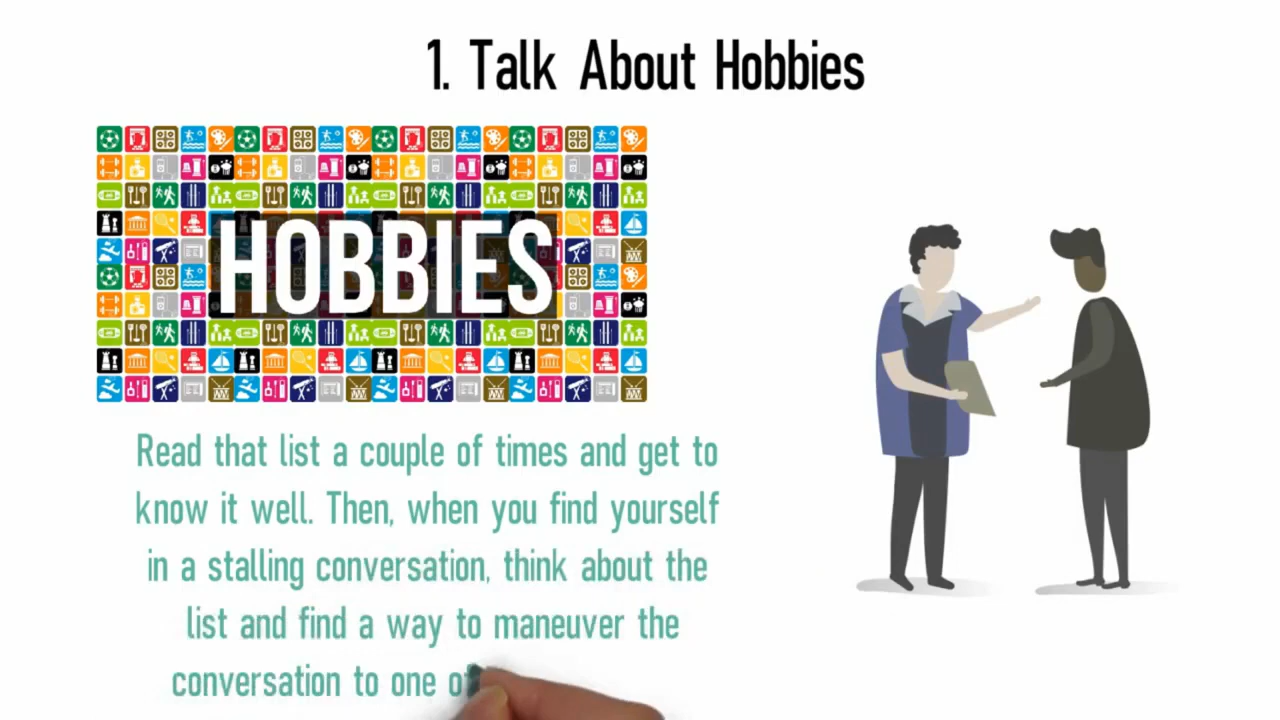 1. Talk About Hobbies
HOBBIES
Read that list a couple of times and get to
know it well. Then, when you find yourself
in a stalling conversation, think about the
list and find a way to maneuver the
conversation to one of